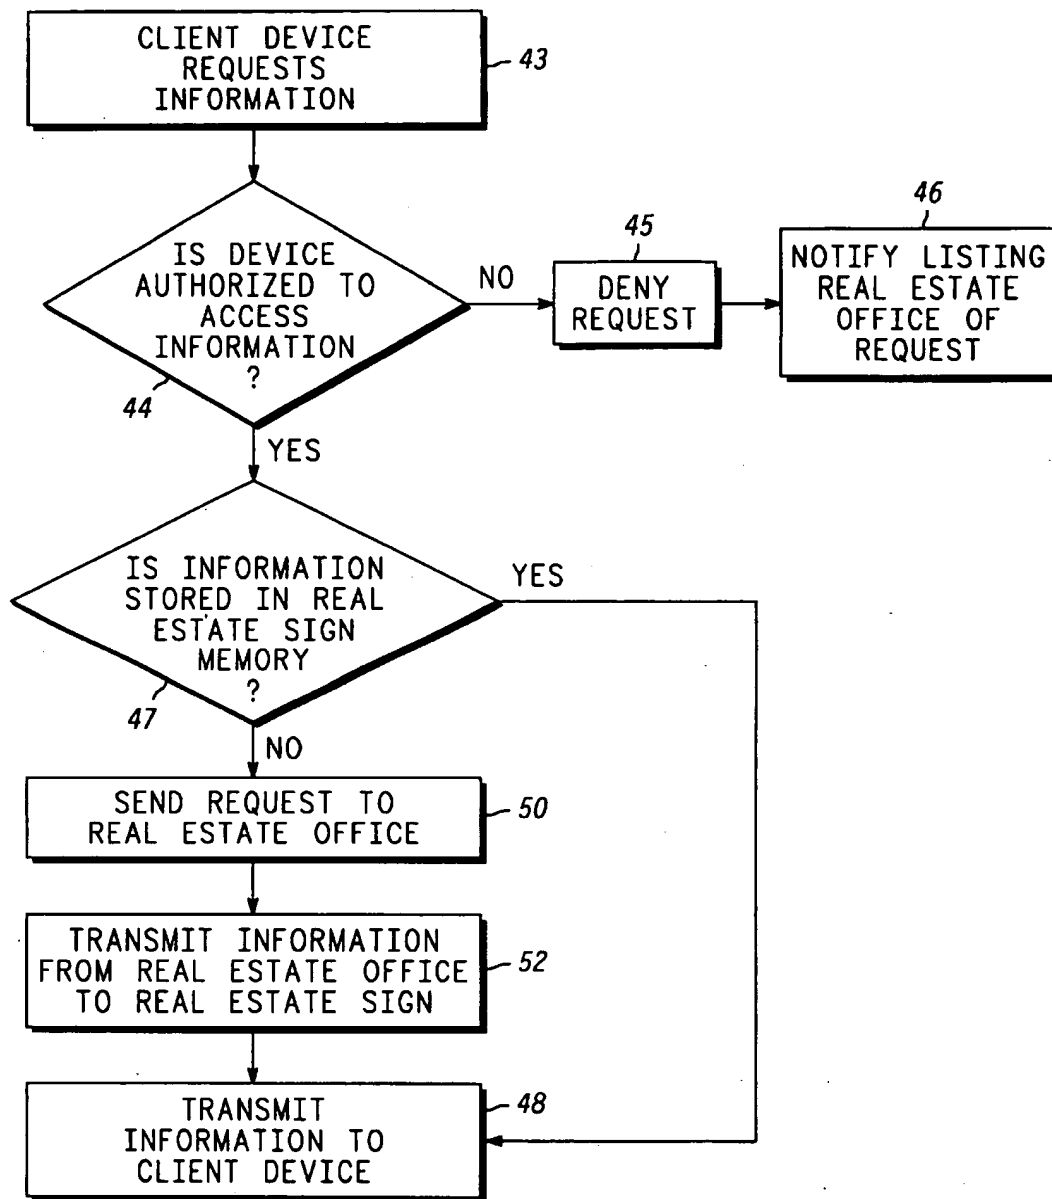 CLIENT DEVICE
REQUESTS
INFORMATION
43
IS DEVICE
AUTHORIZED TO
ACCESS
INFORMATION
?
44
NO
45
DENY
REQUEST
46
NOTIFY LISTING
REAL ESTATE
OFFICE OF
REQUEST
YES
IS INFORMATION
STORED IN REAL
ESTATE SIGN
MEMORY
?
47
YES
NO
SEND REQUEST TO
REAL ESTATE OFFICE
50
TRANSMIT INFORMATION
FROM REAL ESTATE OFFICE
TO REAL ESTATE SIGN
52
TRANSMIT
INFORMATION TO
CLIENT DEVICE
48